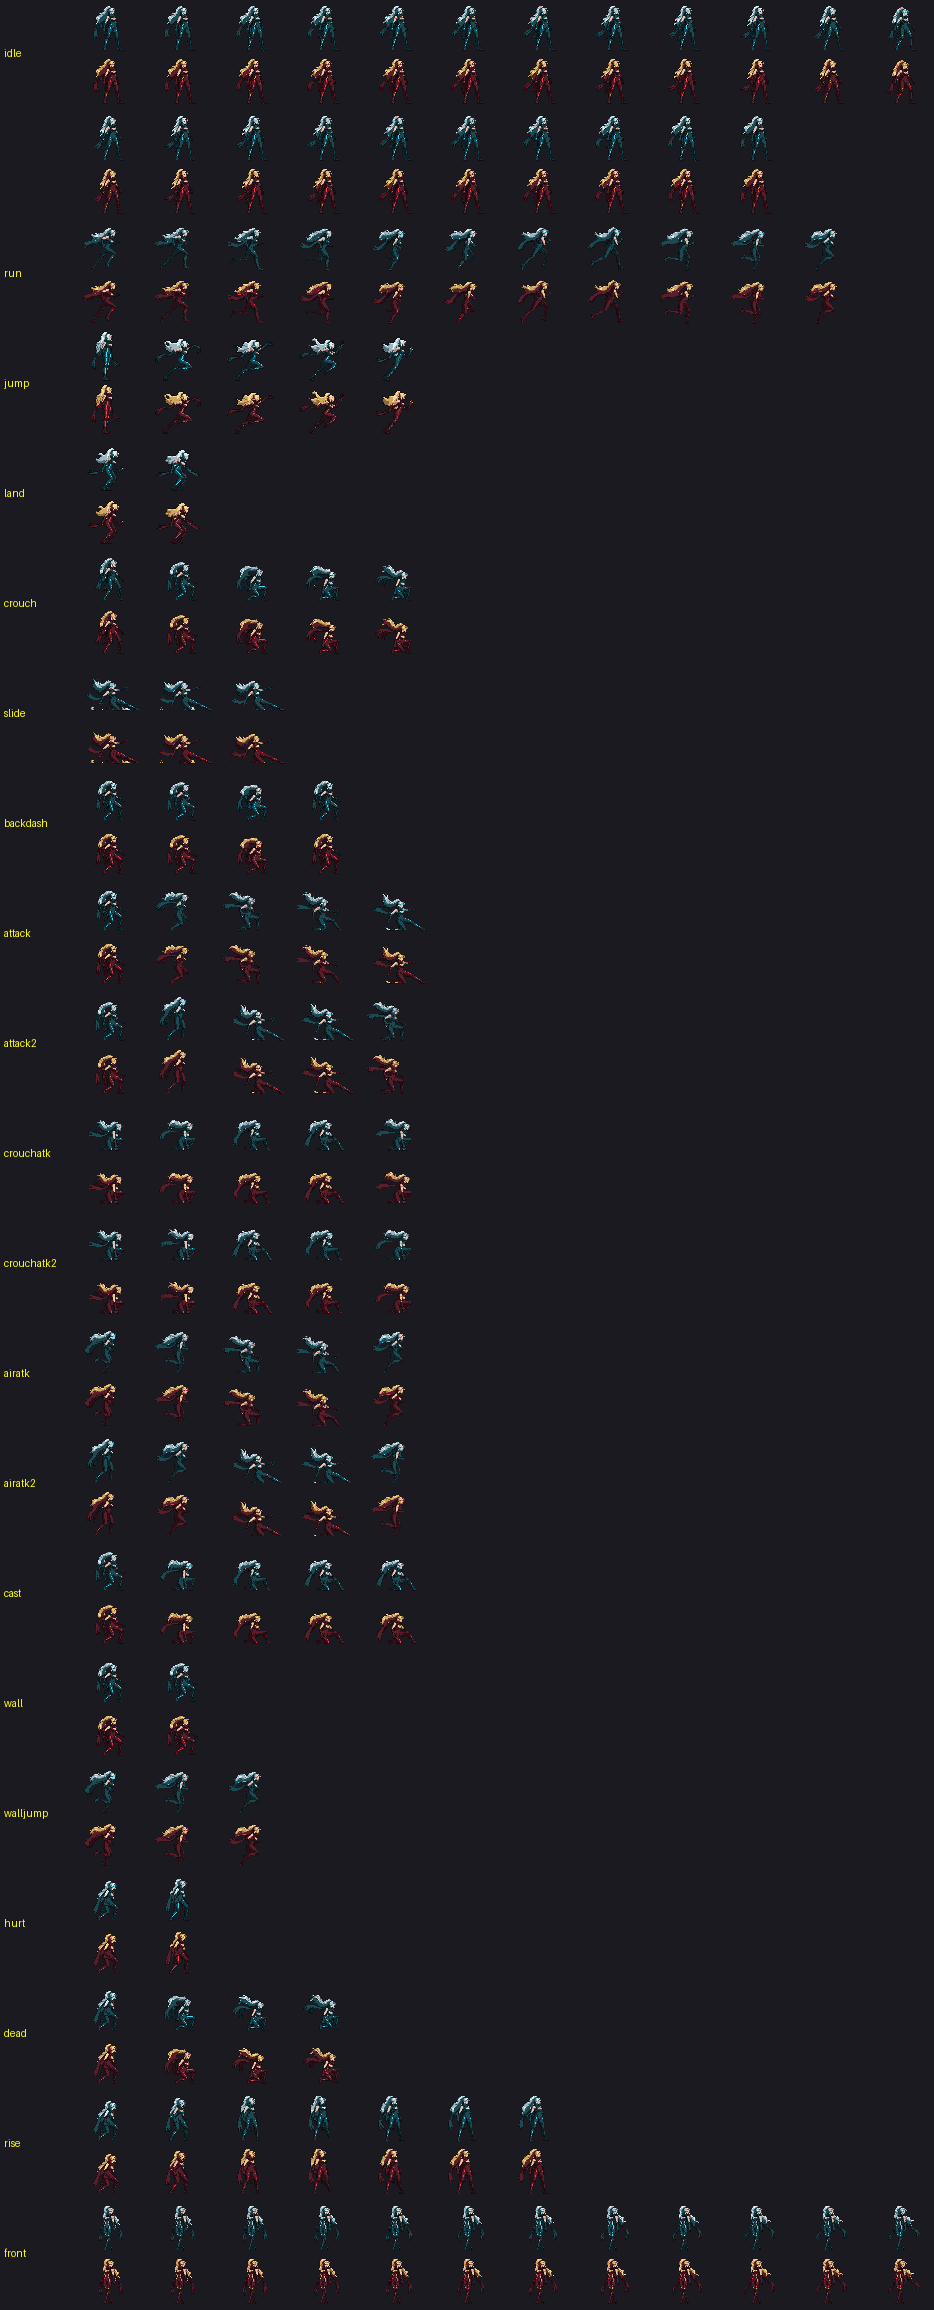 idle
run
jump
land
crouch
slide
backdash
attack
attack2
crouchatk
crouchatk2
airatk
airatk2
cast
wall
walljump
hurt
dead
rise
front